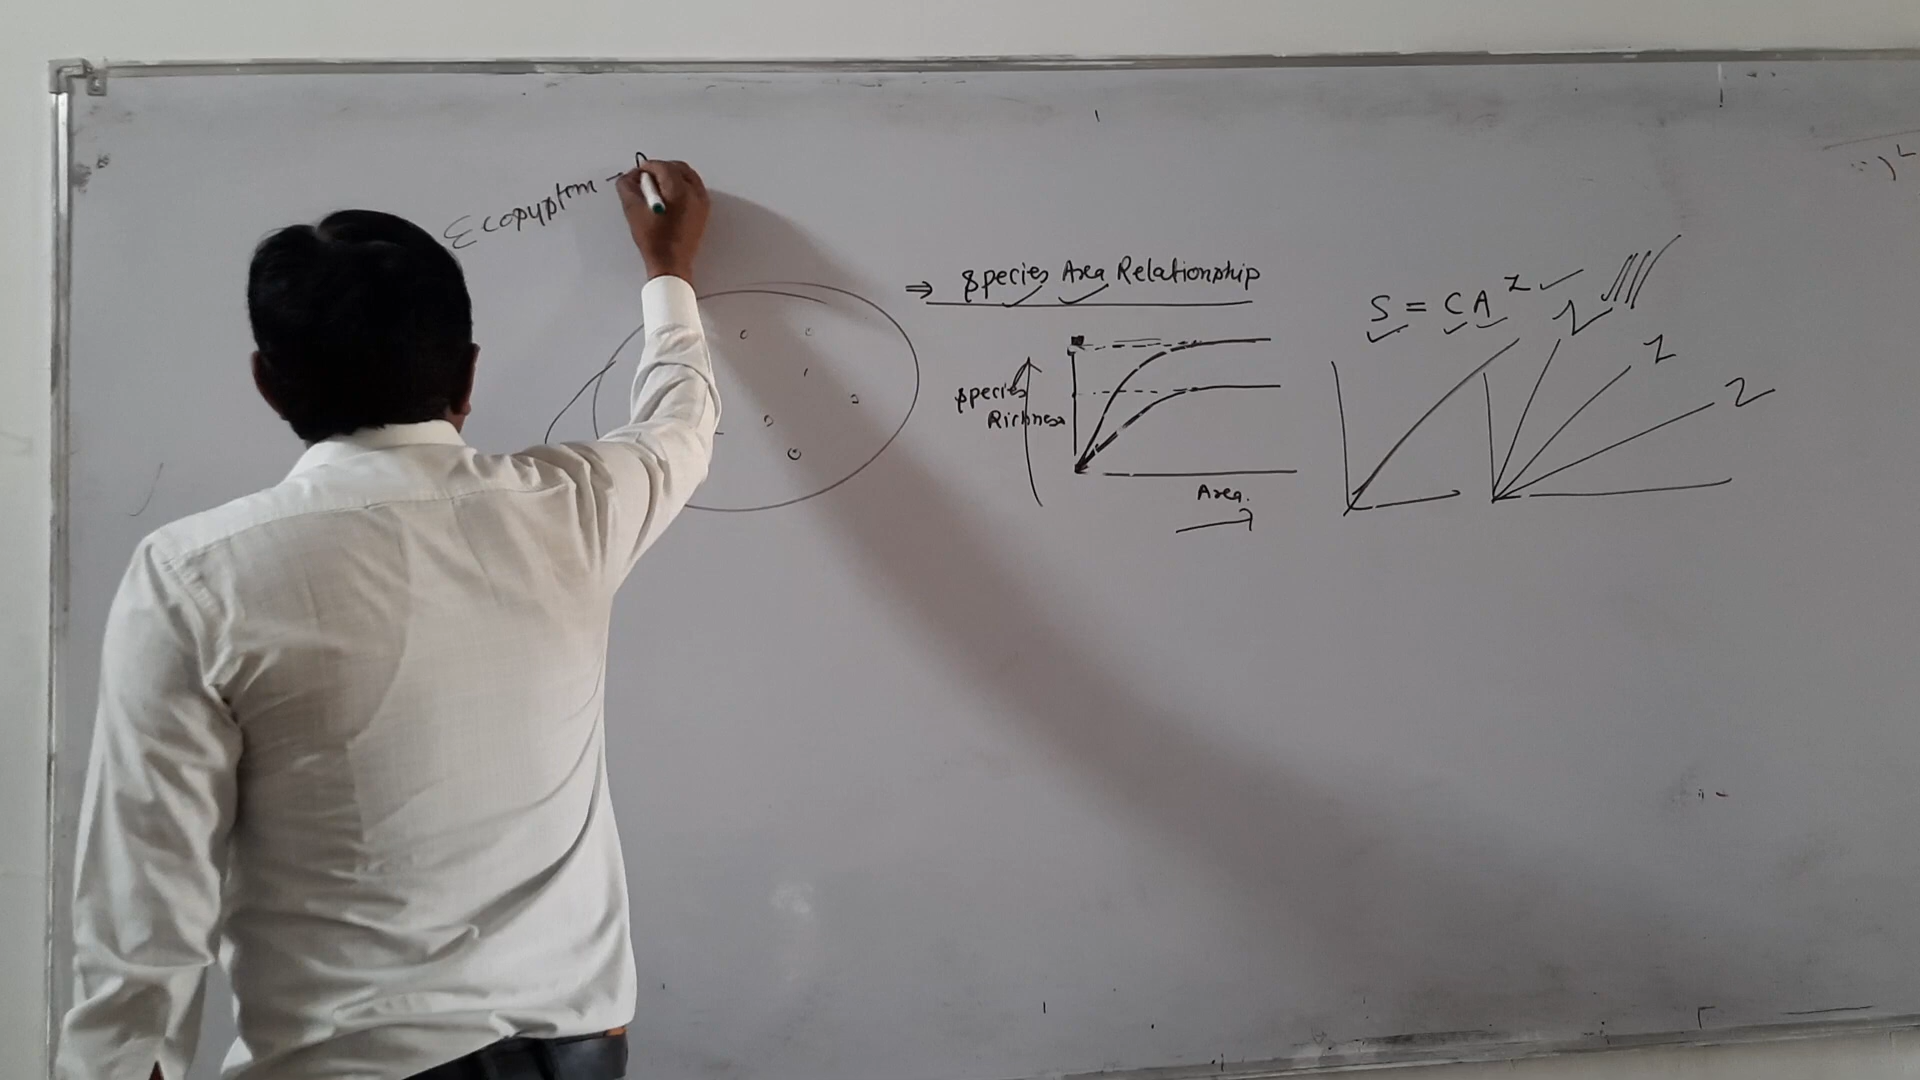 Ecosystem -
⇒ Species Area Relationship
Species
Richness
Area.
S = CA^z
z
z
z